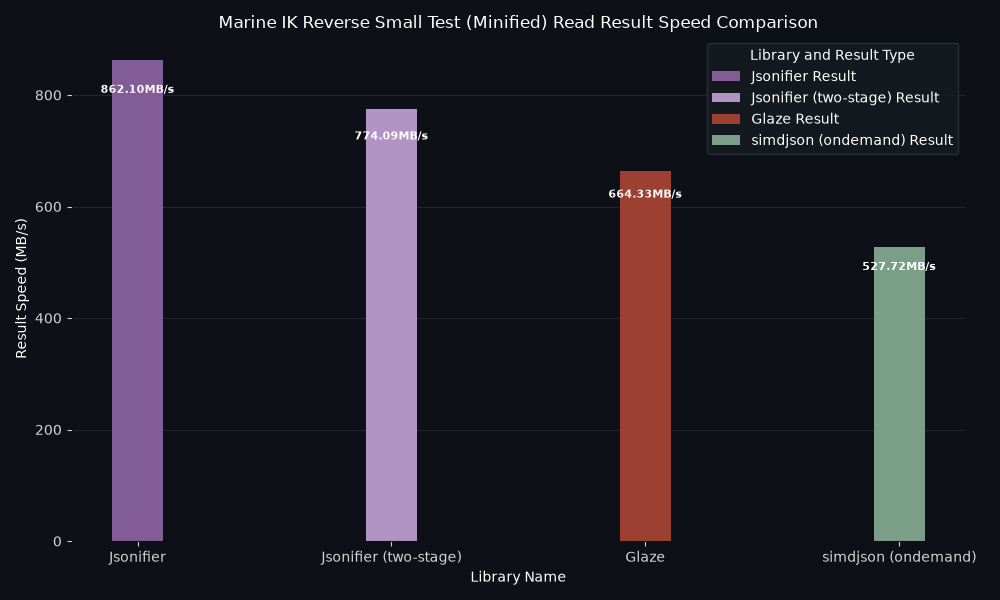 Marine IK Reverse Small Test (Minified) Read Result Speed Comparison
Library and Result Type
Jsonifier Result
Jsonifier (two-stage) Result
Glaze Result
simdjson (ondemand) Result
Result Speed (MB/s)
800
600
400
200
0
862.10MB/s
774.09MB/s
664.33MB/s
527.72MB/s
Jsonifier
Jsonifier (two-stage)
Glaze
simdjson (ondemand)
Library Name